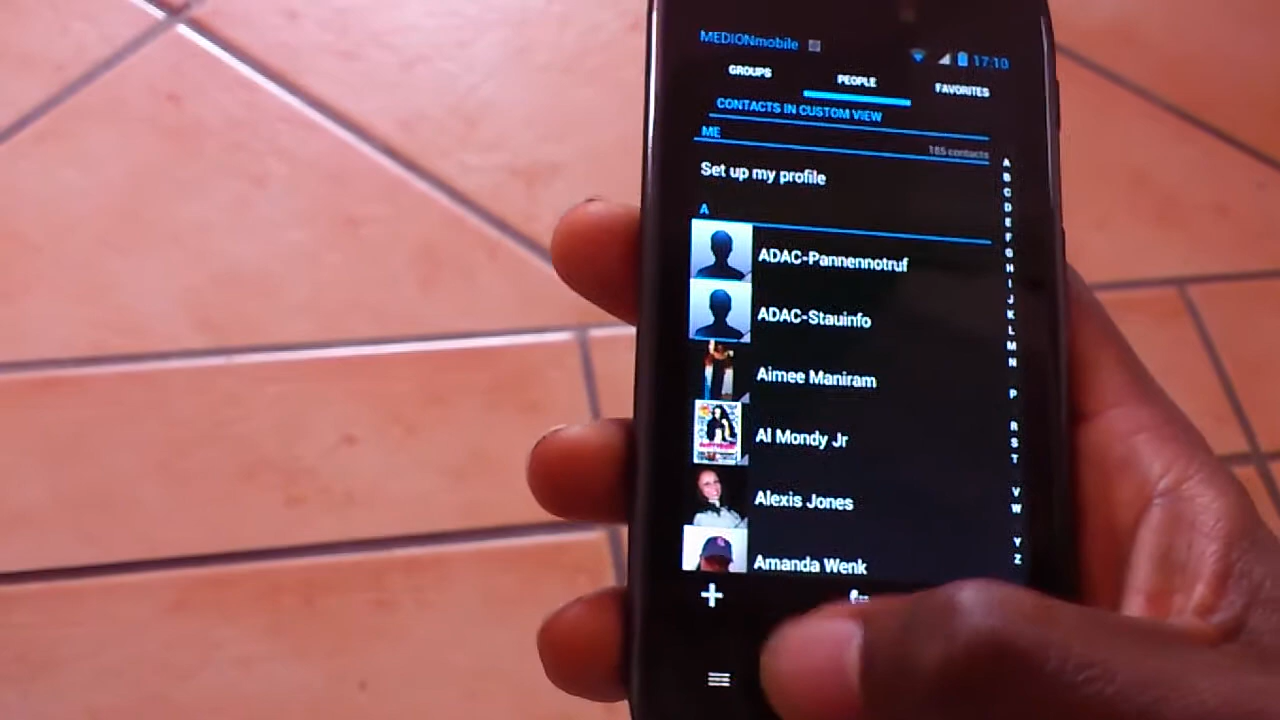 MEDIONmobile
17:10
GROUPS PEOPLE FAVORITES
CONTACTS IN CUSTOM VIEW
ME
185 contacts
Set up my profile
A
ADAC-Pannennotruf
ADAC-Stauinfo
Aimee Maniram
Al Mondy Jr
Alexis Jones
Amanda Wenk
A
B
C
D
E
F
G
H
I
J
K
L
M
N
P
R
S
T
V
W
Y
Z